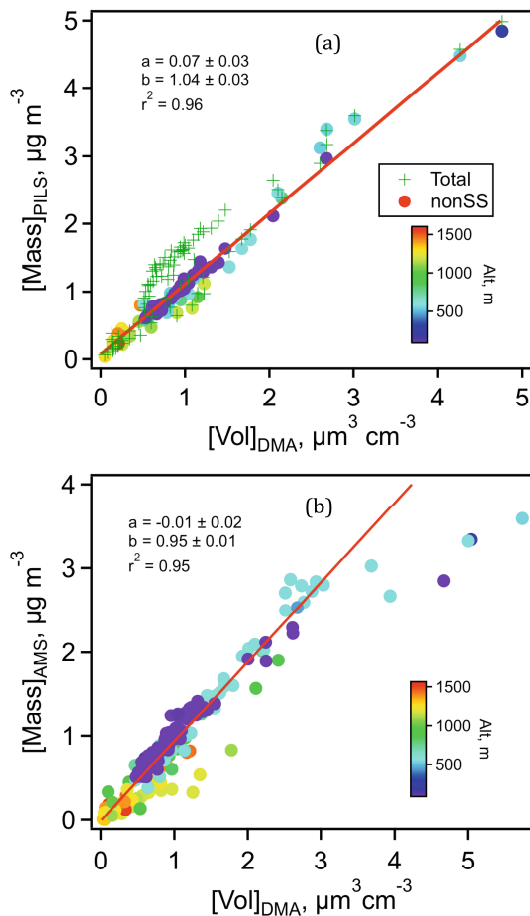 (a)
a = 0.07 ± 0.03
b = 1.04 ± 0.03
r² = 0.96
[Mass]PILS, µg m⁻³
5
4
3
2
1
0
Total
nonSS
1500
1000
500
Alt, m
0 1 2 3 4 5
[Vol]DMA, µm³ cm⁻³
(b)
a = -0.01 ± 0.02
b = 0.95 ± 0.01
r² = 0.95
[Mass]AMS, µg m⁻³
4
3
2
1
0
1500
1000
500
Alt, m
0 1 2 3 4 5
[Vol]DMA, µm³ cm⁻³